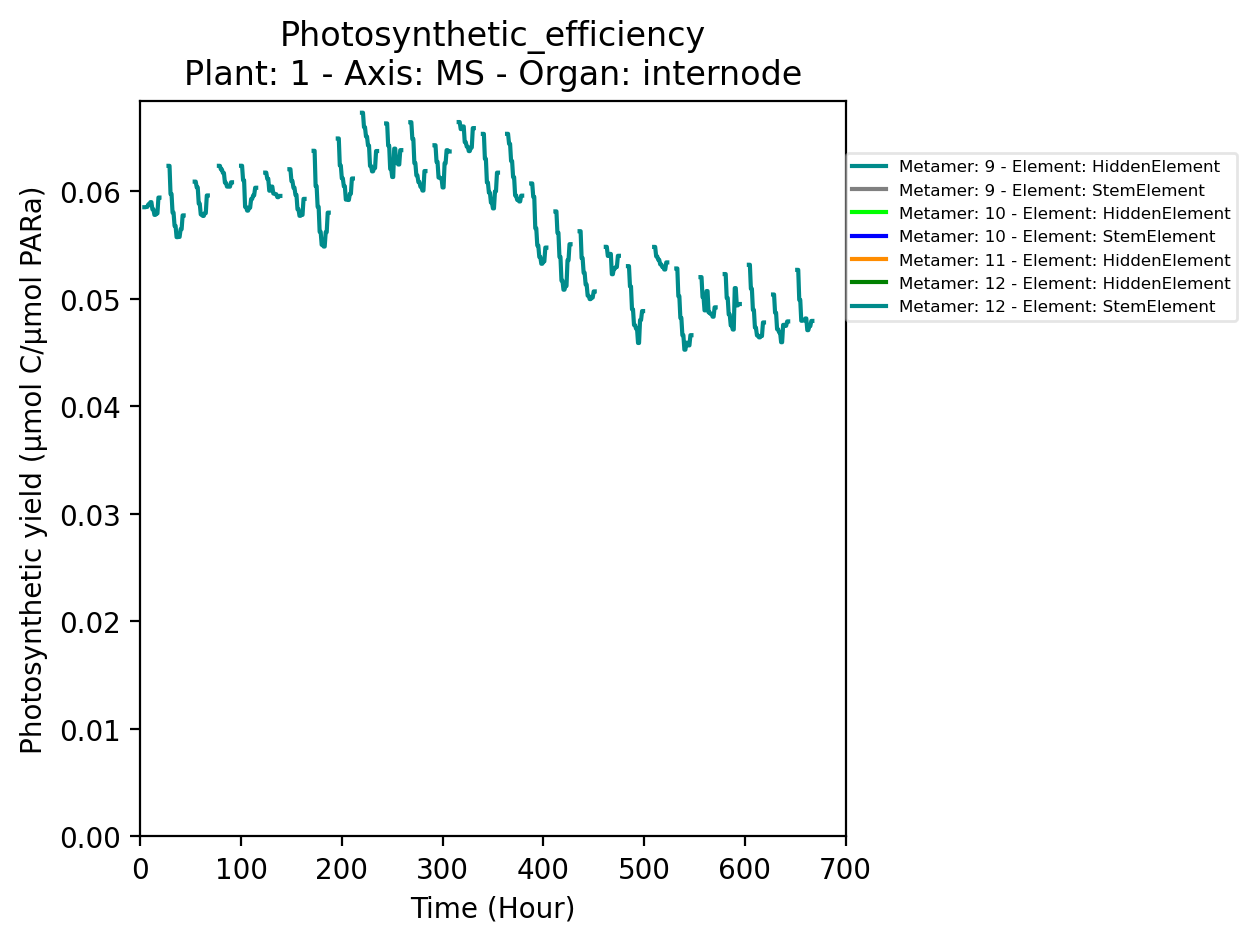 Photosynthetic_efficiency
Plant: 1 - Axis: MS - Organ: internode
Photosynthetic yield (µmol C/µmol PARa)
0.06
0.05
0.04
0.03
0.02
0.01
0.00
0 100 200 300 400 500 600 700
Time (Hour)
Metamer: 9 - Element: HiddenElement
Metamer: 9 - Element: StemElement
Metamer: 10 - Element: HiddenElement
Metamer: 10 - Element: StemElement
Metamer: 11 - Element: HiddenElement
Metamer: 12 - Element: HiddenElement
Metamer: 12 - Element: StemElement